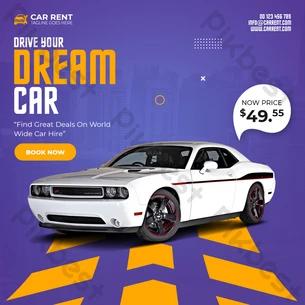 CAR RENT
TAGLINE GOES HERE
00 123 456 789
INFO@CARRENT.COM
WWW.CARRENT.COM
DRIVE YOUR
DREAM
CAR
"Find Great Deals On World
Wide Car Hire"
BOOK NOW
NOW PRICE
$49.55
pikbest